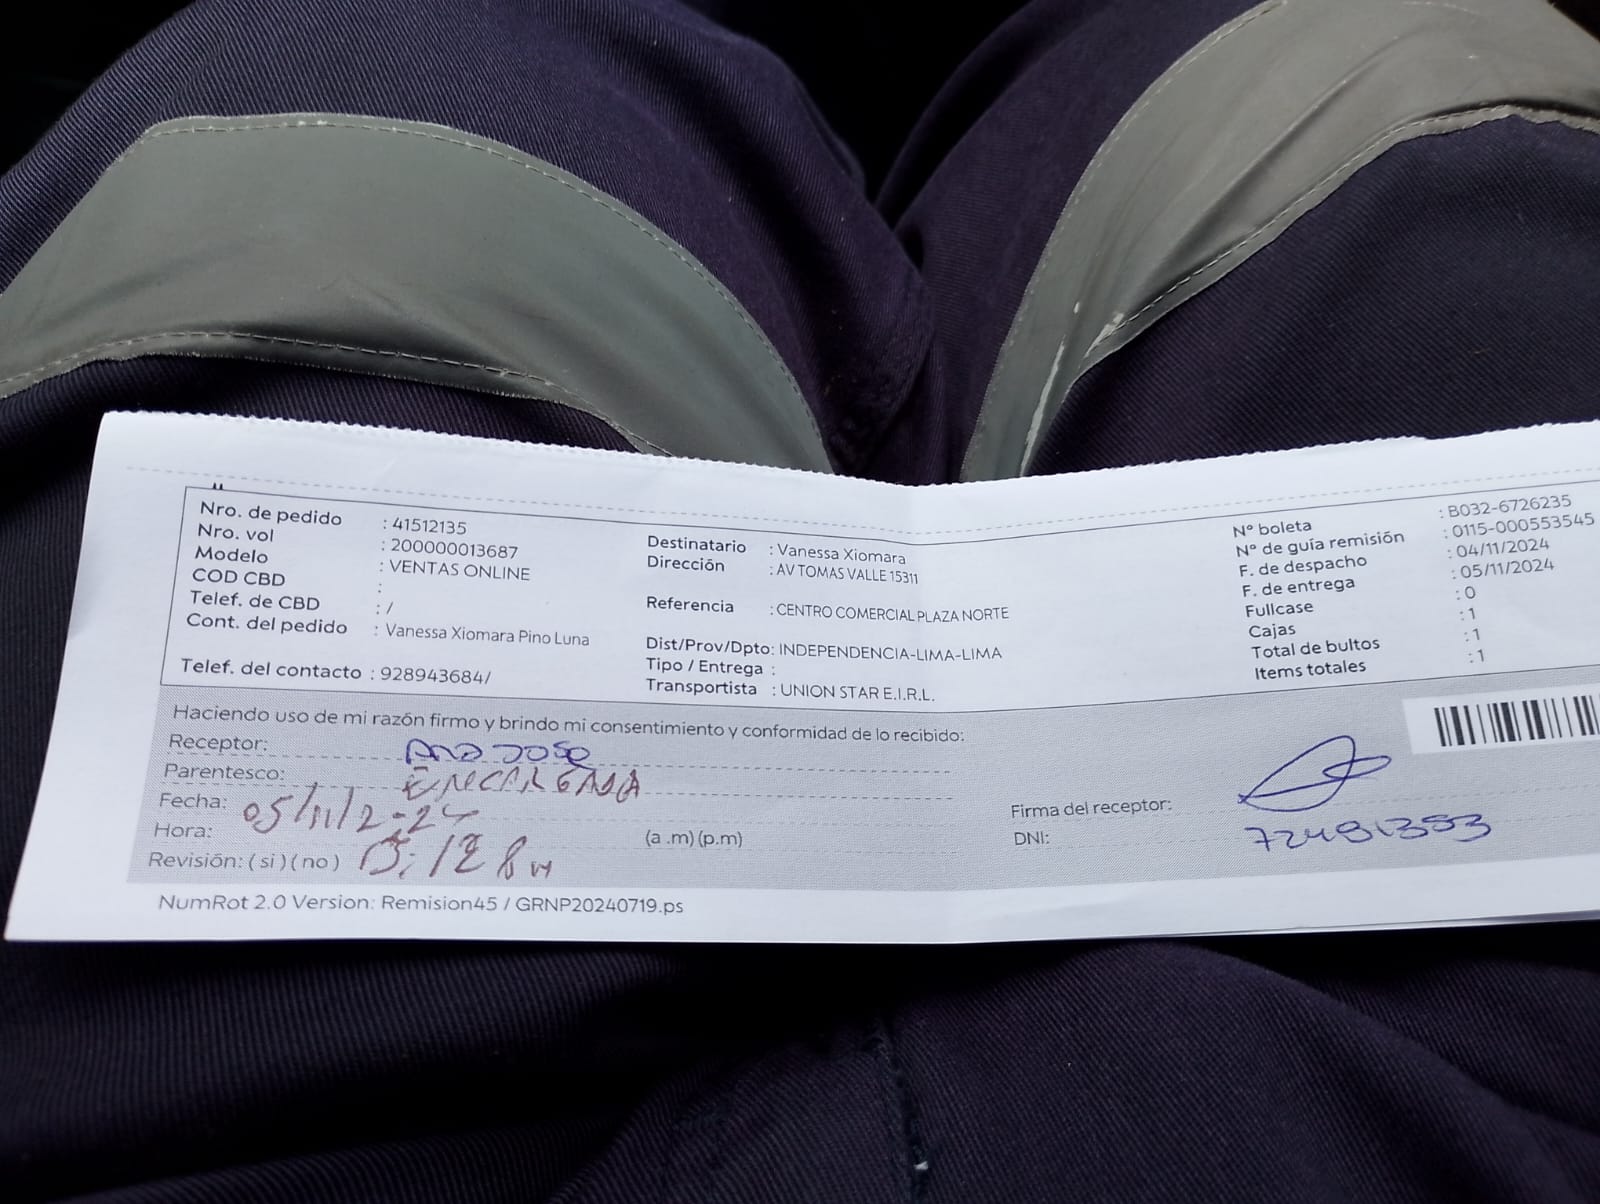 Nro. de pedido : 41512135
Nro. vol : 200000013687
Modelo : VENTAS ONLINE
COD CBD :
Telef. de CBD : /
Cont. del pedido : Vanessa Xiomara Pino Luna
Telef. del contacto : 928943684/
Destinatario : Vanessa Xiomara
Dirección : AV TOMAS VALLE 15311
Referencia : CENTRO COMERCIAL PLAZA NORTE
Dist/Prov/Dpto: INDEPENDENCIA-LIMA-LIMA
Tipo / Entrega :
Transportista : UNION STAR E.I.R.L.
N° boleta : B032-6726235
N° de guía remisión : 0115-000553545
F. de despacho : 04/11/2024
F. de entrega : 05/11/2024
Fullcase : 0
Cajas : 1
Total de bultos : 1
Items totales : 1
Haciendo uso de mi razón firmo y brindo mi consentimiento y conformidad de lo recibido:
Receptor:
Parentesco: ENCARGADA
Fecha: 05/11/2024
Hora: (a .m) (p.m)
Revisión: ( si ) ( no )
Firma del receptor:
DNI:
NumRot 2.0 Version: Remision45 / GRNP20240719.ps